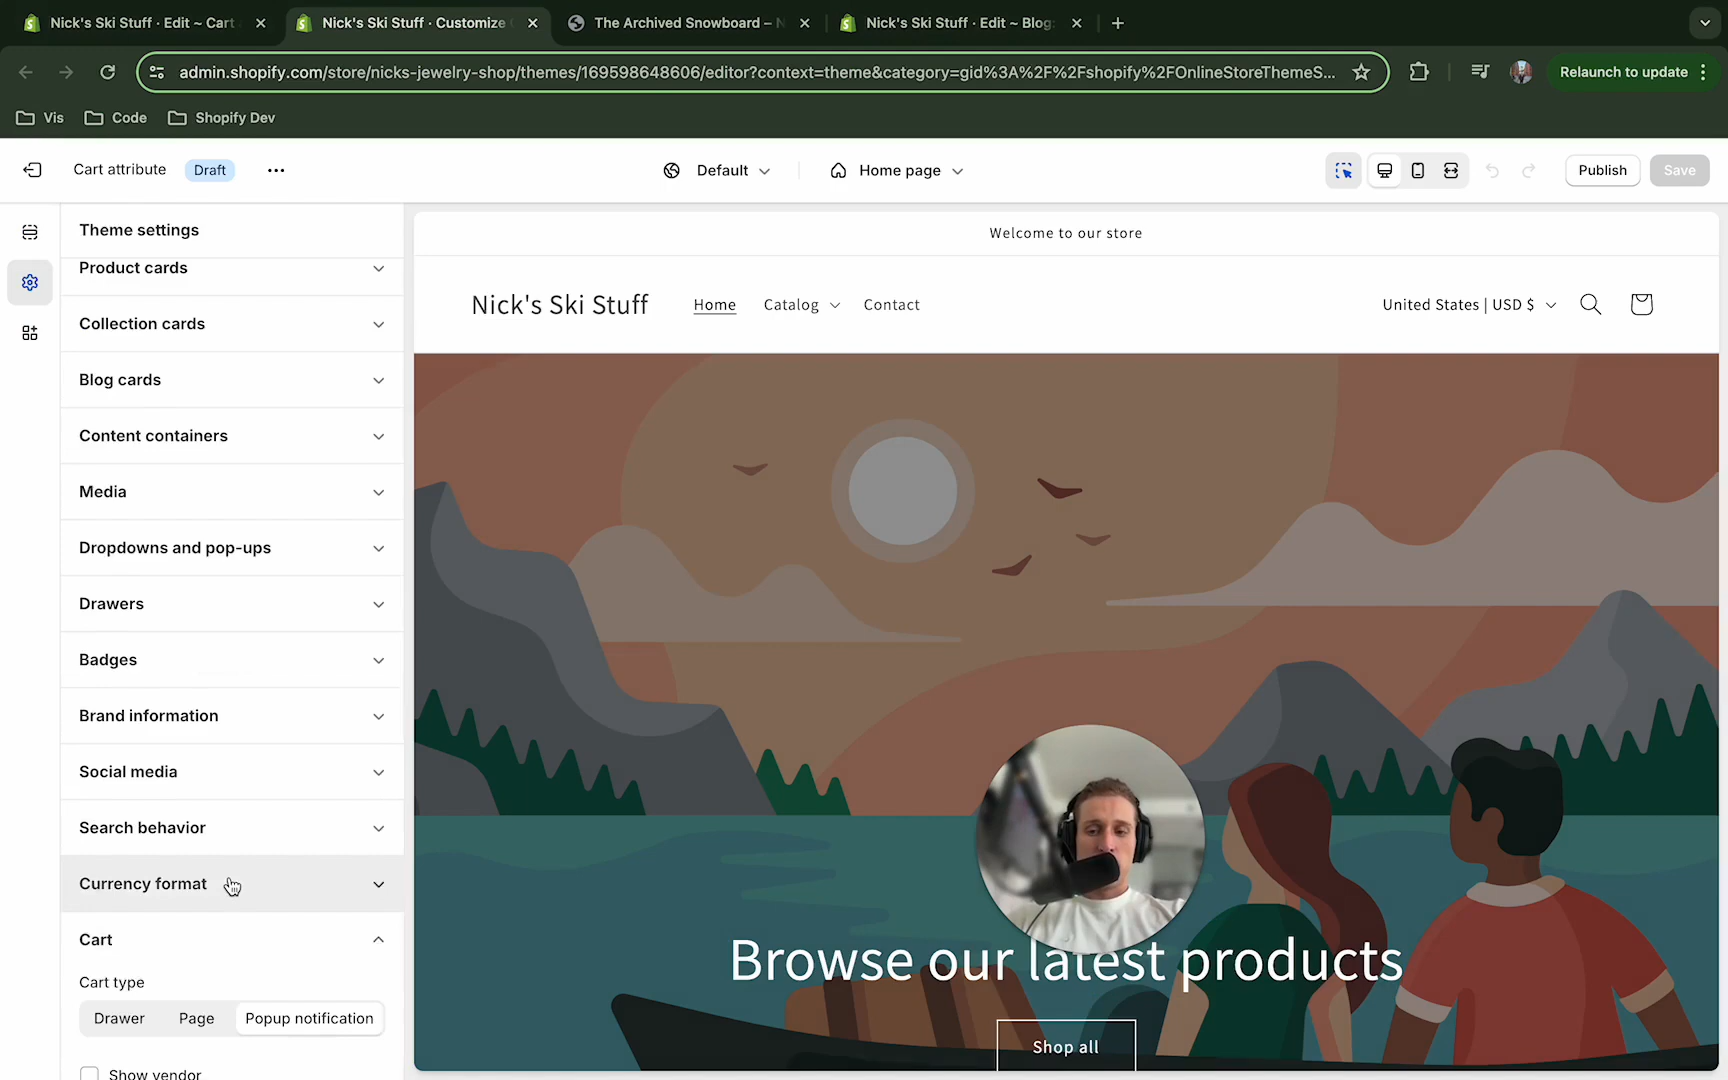 Nick's Ski Stuff · Edit ~ Cart
Nick's Ski Stuff · Customize
The Archived Snowboard –
Nick's Ski Stuff · Edit ~ Blog:
admin.shopify.com/store/nicks-jewelry-shop/themes/169598648606/editor?context=theme&category=gid%3A%2F%2Fshopify%2FOnlineStoreThemeS...
Relaunch to update
Vis
Code
Shopify Dev
Cart attribute
Draft
Default
Home page
Publish
Save
Theme settings
Product cards
Collection cards
Blog cards
Content containers
Media
Dropdowns and pop-ups
Drawers
Badges
Brand information
Social media
Search behavior
Currency format
Cart
Cart type
Drawer
Page
Popup notification
Show vendor
Welcome to our store
Nick's Ski Stuff
Home
Catalog
Contact
United States | USD $
Browse our latest products
Shop all